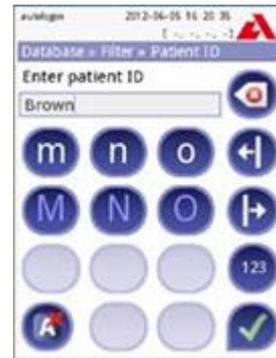 autologin
2012-06-05 16 20 35
[ -. -. -. -]
Database » Filter » Patient ID
Enter patient ID
Brown
m n o
M N O
123
A